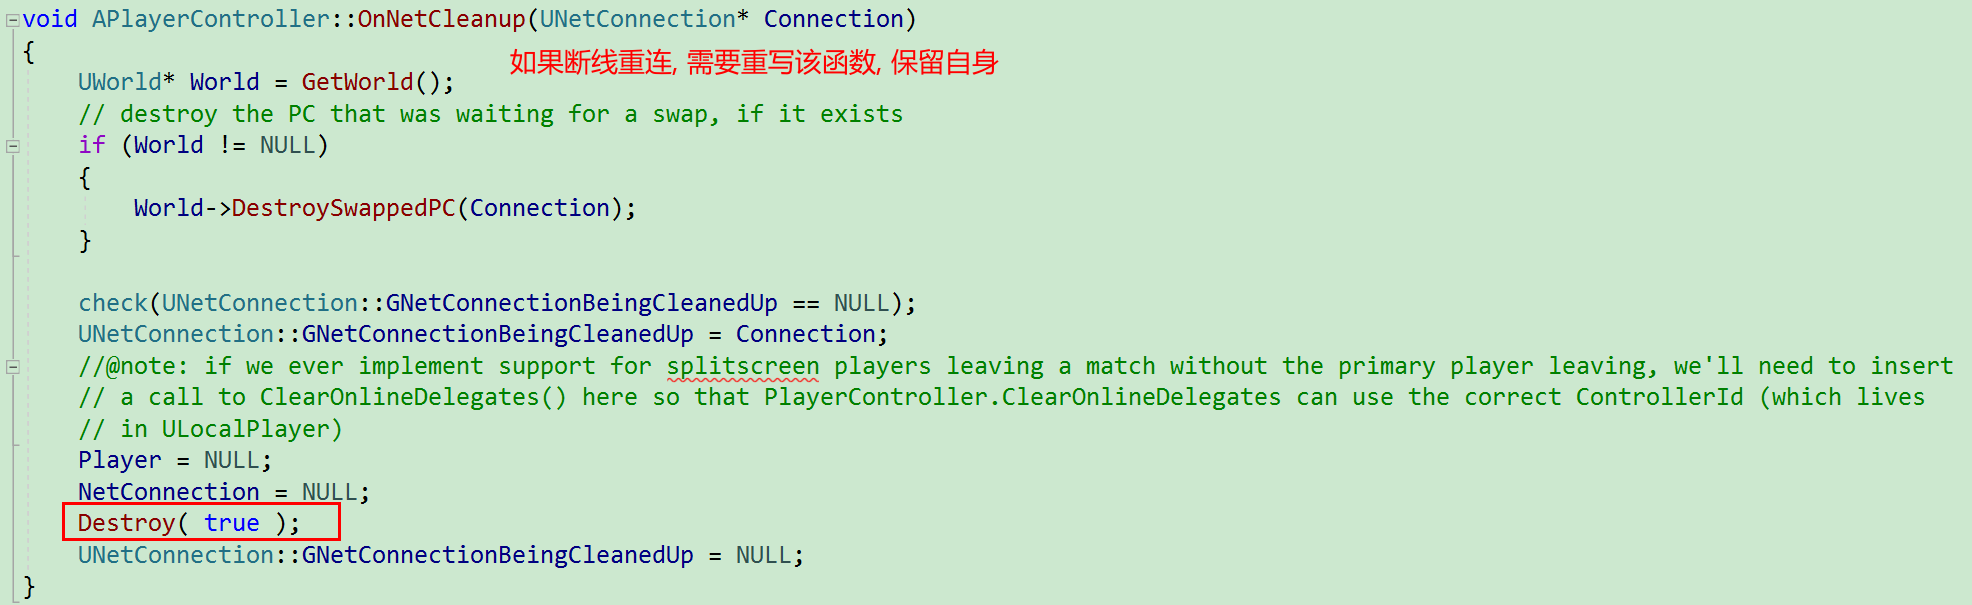 void APlayerController::OnNetCleanup(UNetConnection* Connection)
{
如果断线重连, 需要重写该函数, 保留自身
UWorld* World = GetWorld();
// destroy the PC that was waiting for a swap, if it exists
if (World != NULL)
{
World->DestroySwappedPC(Connection);
}
check(UNetConnection::GNetConnectionBeingCleanedUp == NULL);
UNetConnection::GNetConnectionBeingCleanedUp = Connection;
//@note: if we ever implement support for splitscreen players leaving a match without the primary player leaving, we'll need to insert
// a call to ClearOnlineDelegates() here so that PlayerController.ClearOnlineDelegates can use the correct ControllerId (which lives
// in ULocalPlayer)
Player = NULL;
NetConnection = NULL;
Destroy( true );
UNetConnection::GNetConnectionBeingCleanedUp = NULL;
}